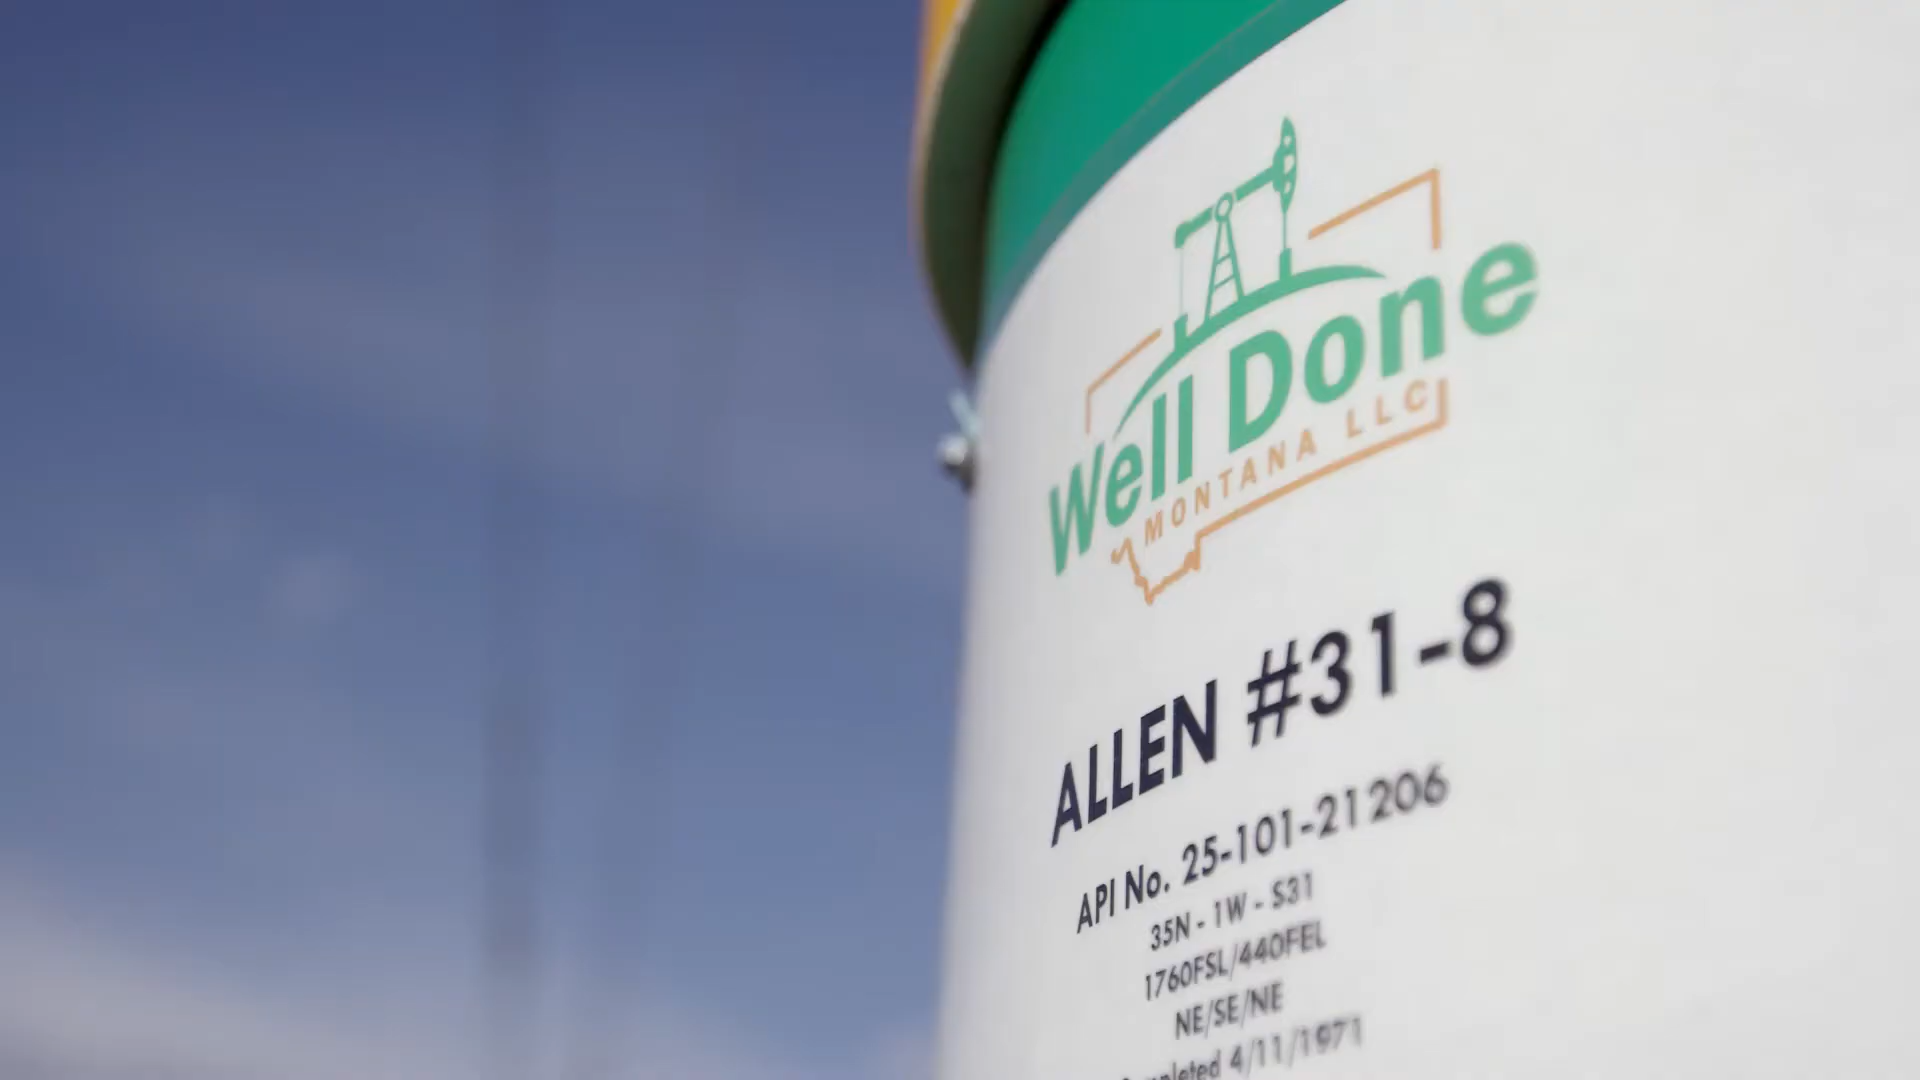 Well Done
MONTANA LLC
ALLEN #31-8
API No. 25-101-21206
35N - 1W - S31
1760FSL/440FEL
NE/SE/NE
4/11/1971